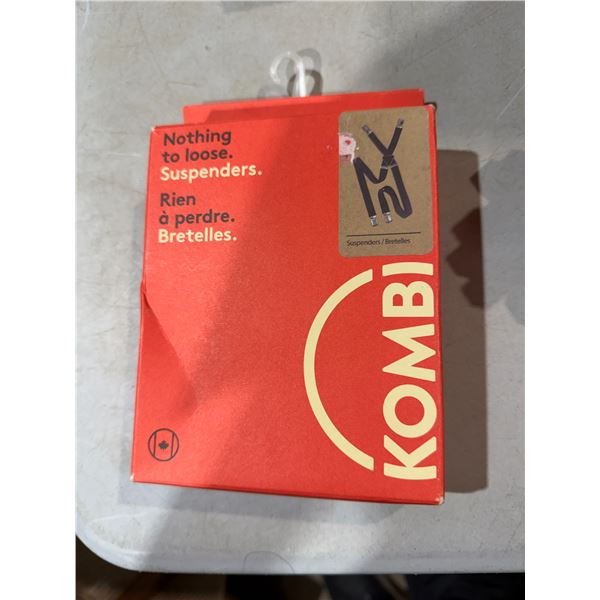 Nothing
to loose.
Suspenders.
Rien
à perdre.
Bretelles.
Suspenders / Bretelles
KOMBI